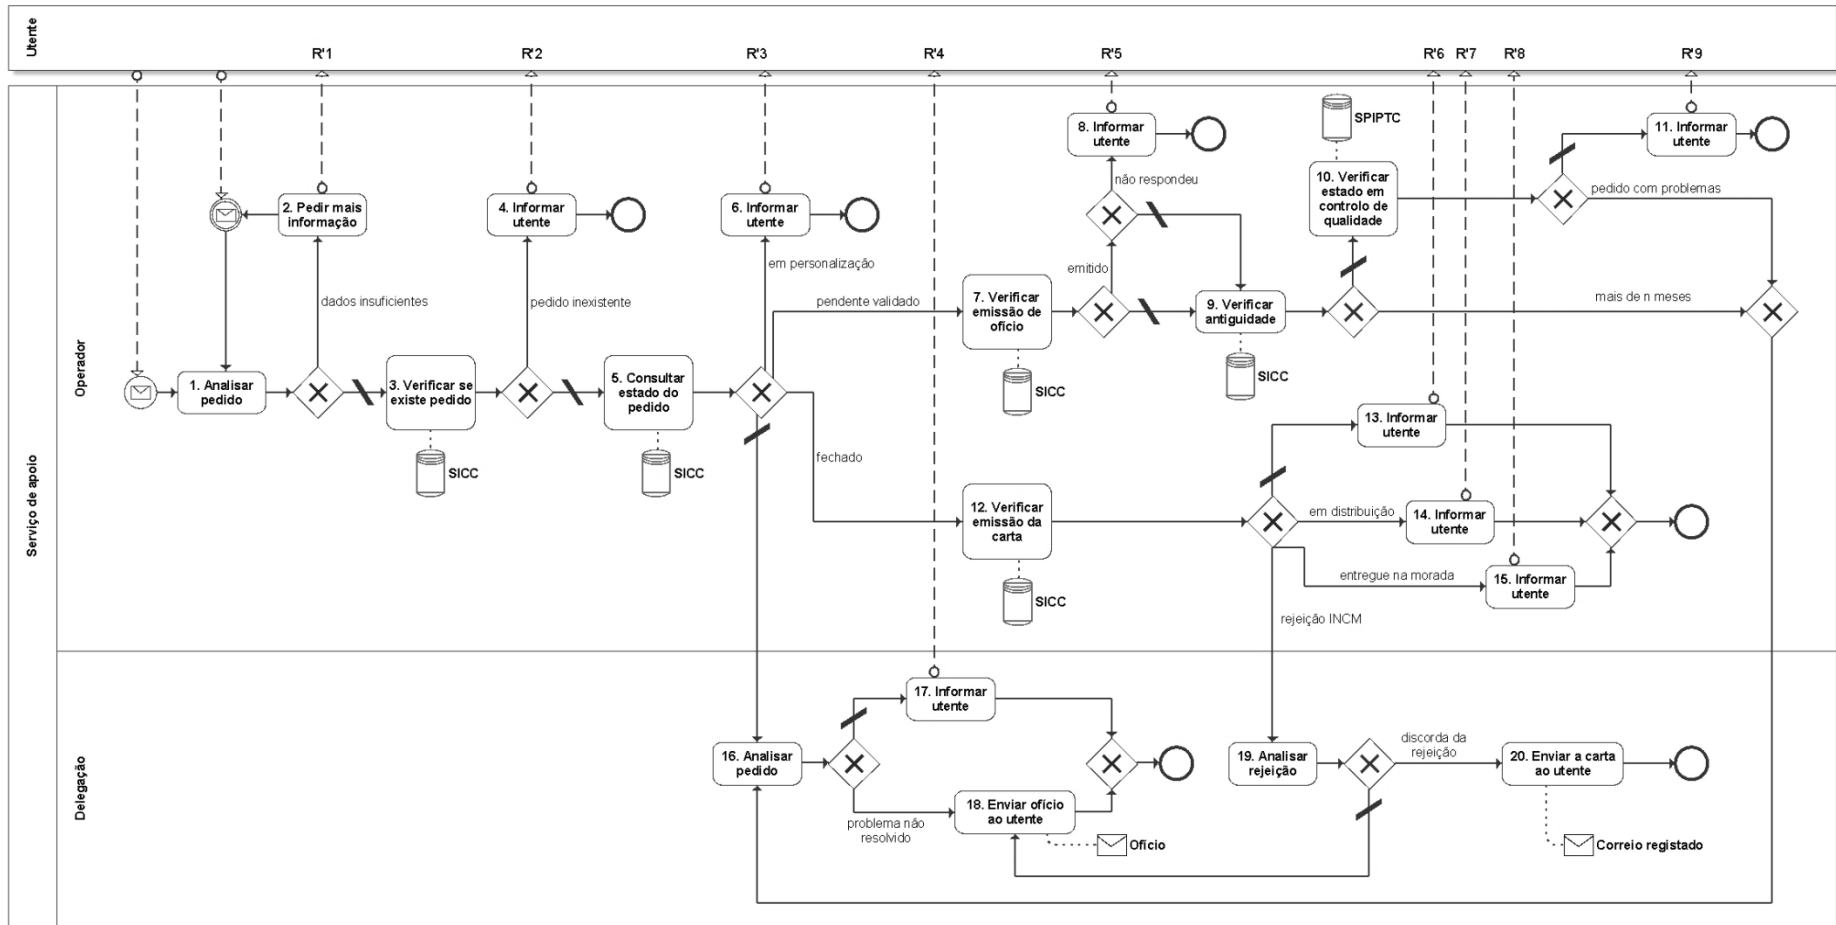 Utente
R'1
R'2
R'3
R'4
R'5
R'6
R'7
R'8
R'9
Serviço de apoio
Operador
Delegação
1. Analisar
pedido
2. Pedir mais
informação
dados insuficientes
3. Verificar se
existe pedido
SICC
4. Informar
utente
pedido inexistente
5. Consultar
estado do
pedido
SICC
6. Informar
utente
em personalização
pendente validado
fechado
7. Verificar
emissão de
ofício
SICC
emitido
8. Informar
utente
não respondeu
9. Verificar
antiguidade
SICC
SPIPTC
10. Verificar
estado em
controlo de
qualidade
11. Informar
utente
pedido com problemas
mais de n meses
12. Verificar
emissão da
carta
SICC
13. Informar
utente
em distribuição
14. Informar
utente
entregue na morada
15. Informar
utente
rejeição INCM
16. Analisar
pedido
17. Informar
utente
problema não
resolvido
18. Enviar ofício
ao utente
Ofício
19. Analisar
rejeição
discorda da
rejeição
20. Enviar a carta
ao utente
Correio registado